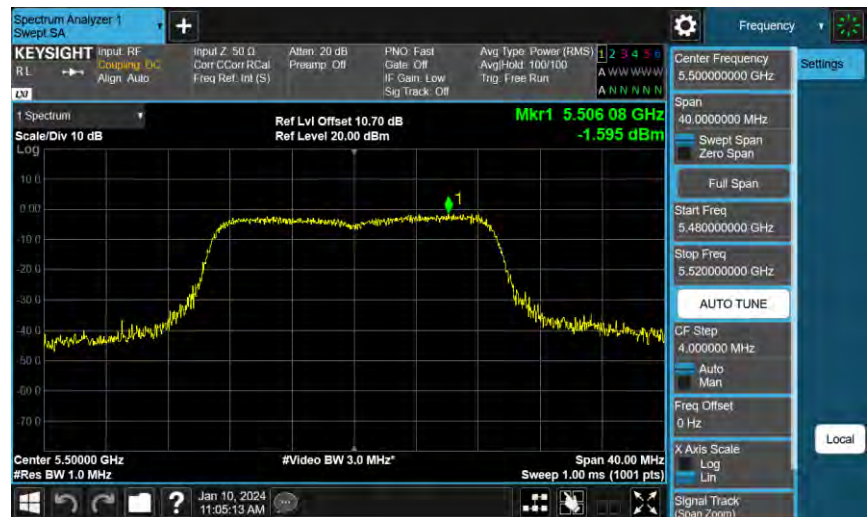 Spectrum Analyzer 1
Swept SA
+
Frequency
KEYSIGHT
RL
LXI
Input: RF
Coupling: DC
Align: Auto
Input Z: 50 Ω
Corr CCorr RCal
Freq Ref: Int (S)
Atten: 20 dB
Preamp: Off
PNO: Fast
Gate: Off
IF Gain: Low
Sig Track: Off
Avg Type: Power (RMS)
Avg|Hold: 100/100
Trig: Free Run
1 2 3 4 5 6
A W W W W W
A N N N N N
1 Spectrum
Scale/Div 10 dB
Log
Ref Lvl Offset 10.70 dB
Ref Level 20.00 dBm
Mkr1 5.506 08 GHz
-1.595 dBm
1
10.0
0.00
-10.0
-20.0
-30.0
-40.0
-50.0
-60.0
-70.0
Center 5.50000 GHz
#Res BW 1.0 MHz
#Video BW 3.0 MHz*
Span 40.00 MHz
Sweep 1.00 ms (1001 pts)
?
Jan 10, 2024
11:05:13 AM
Center Frequency
5.500000000 GHz
Span
40.0000000 MHz
Swept Span
Zero Span
Full Span
Start Freq
5.480000000 GHz
Stop Freq
5.520000000 GHz
AUTO TUNE
CF Step
4.000000 MHz
Auto
Man
Freq Offset
0 Hz
X Axis Scale
Log
Lin
Signal Track
(Span Zoom)
Settings
Local